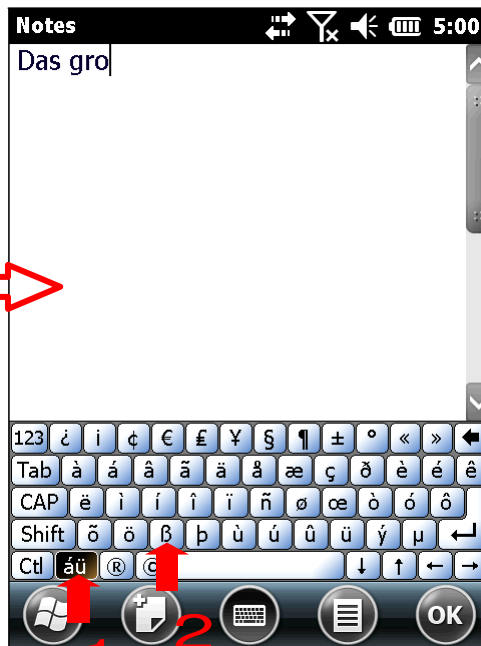 Notes 5:00
Das gro
123 ¿ ¡ ¢ € £ ¥ § ¶ ± ° « »
Tab à á â ã ä å æ ç ð è é ê
CAP ë ì í î ï ñ ø œ ò ó ô
Shift õ ö ß þ ù ú û ü ý µ
Ctl áü ® © ↓ ↑ ← →
OK
1 2